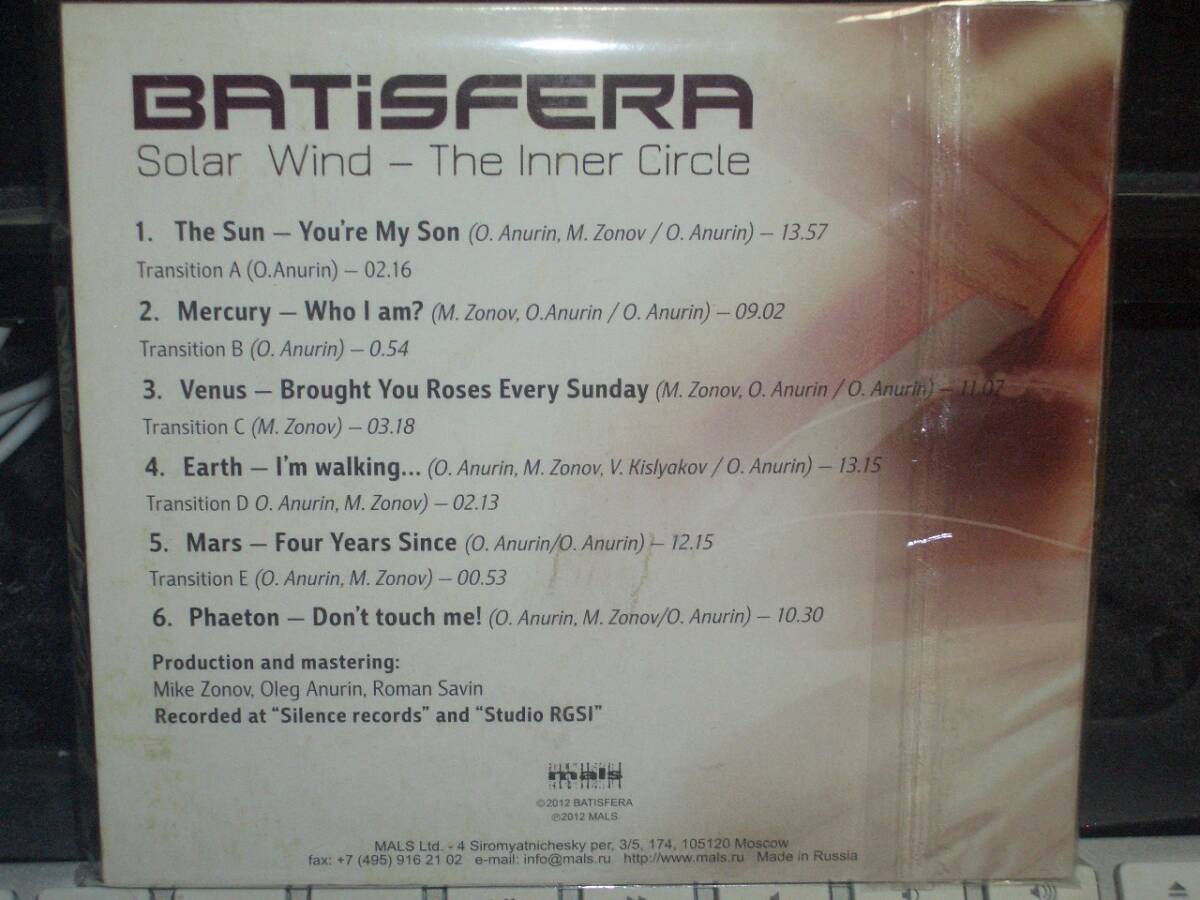 BATiSFERA
Solar Wind – The Inner Circle
1. The Sun – You're My Son (O. Anurin, M. Zonov / O. Anurin) – 13.57
Transition A (O.Anurin) – 02.16
2. Mercury – Who I am? (M. Zonov, O.Anurin / O. Anurin) – 09.02
Transition B (O. Anurin) – 0.54
3. Venus – Brought You Roses Every Sunday (M. Zonov, O. Anurin / O. Anurin) – 11.07
Transition C (M. Zonov) – 03.18
4. Earth – I'm walking... (O. Anurin, M. Zonov, V. Kislyakov / O. Anurin) – 13.15
Transition D O. Anurin, M. Zonov) – 02.13
5. Mars – Four Years Since (O. Anurin/O. Anurin) – 12.15
Transition E (O. Anurin, M. Zonov) – 00.53
6. Phaeton – Don't touch me! (O. Anurin, M. Zonov/O. Anurin) – 10.30
Production and mastering:
Mike Zonov, Oleg Anurin, Roman Savin
Recorded at “Silence records” and “Studio RGSI”
mals
©2012 BATISFERA
℗2012 MALS
MALS Ltd. - 4 Siromyatnichesky per, 3/5, 174, 105120 Moscow
fax: +7 (495) 916 21 02 e-mail: info@mals.ru http://www.mals.ru Made in Russia